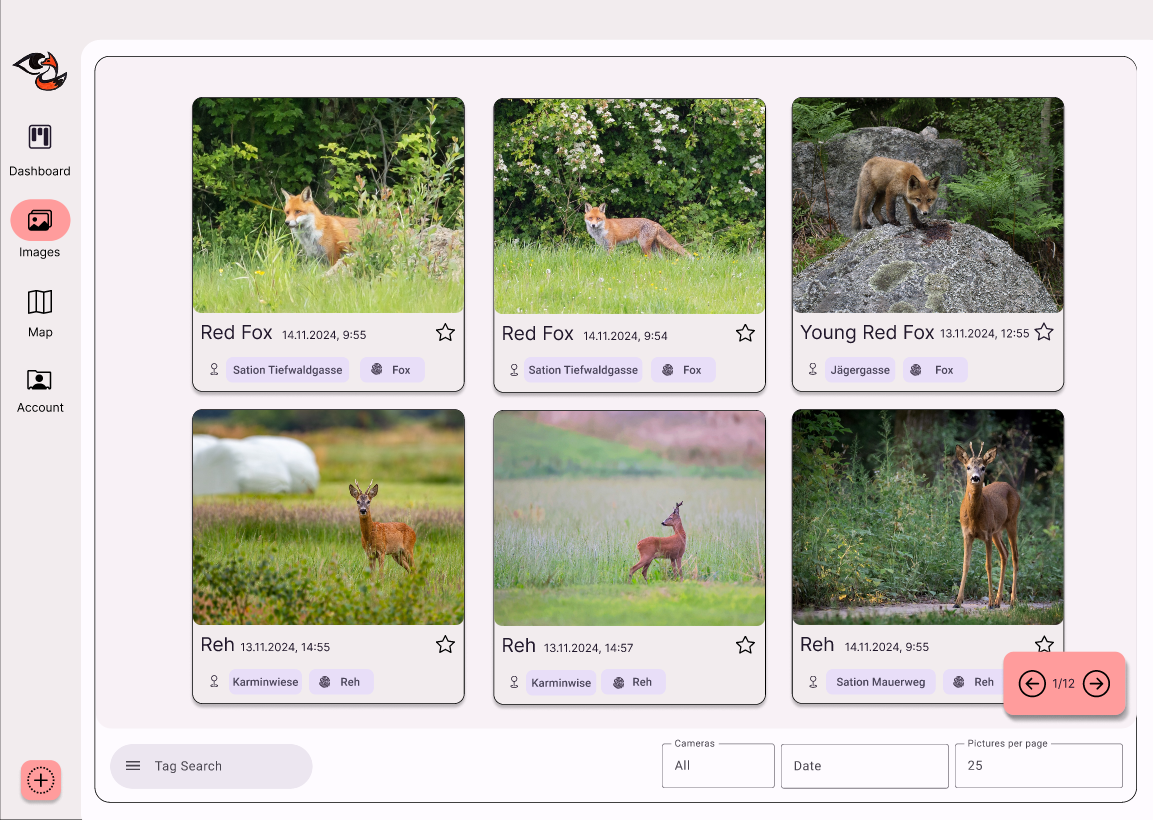 Dashboard
Images
Map
Account
Red Fox 14.11.2024, 9:55
Sation Tiefwaldgasse Fox
Red Fox 14.11.2024, 9:54
Sation Tiefwaldgasse Fox
Young Red Fox 13.11.2024, 12:55
Jägergasse Fox
Reh 13.11.2024, 14:55
Karminwiese Reh
Reh 13.11.2024, 14:57
Karminwise Reh
Reh 14.11.2024, 9:55
Sation Mauerweg Reh
1/12
Tag Search
Cameras
All
Date
Pictures per page
25